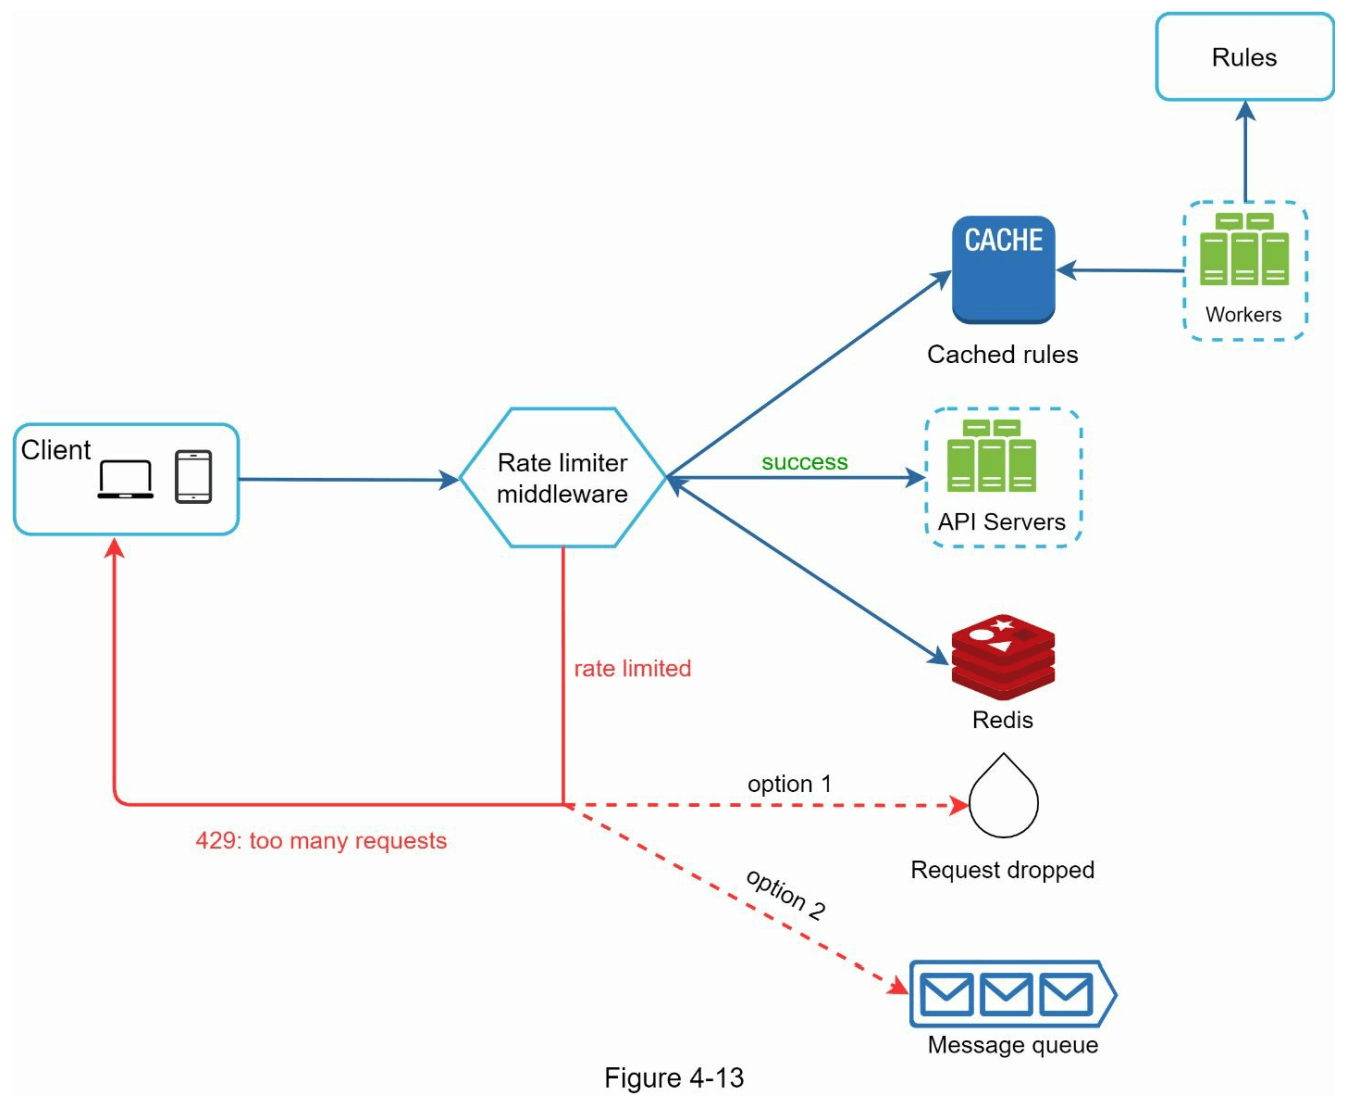 Rules
CACHE
Workers
Cached rules
Client
Rate limiter
middleware
success
API Servers
rate limited
Redis
option 1
429: too many requests
Request dropped
option 2
Message queue
Figure 4-13